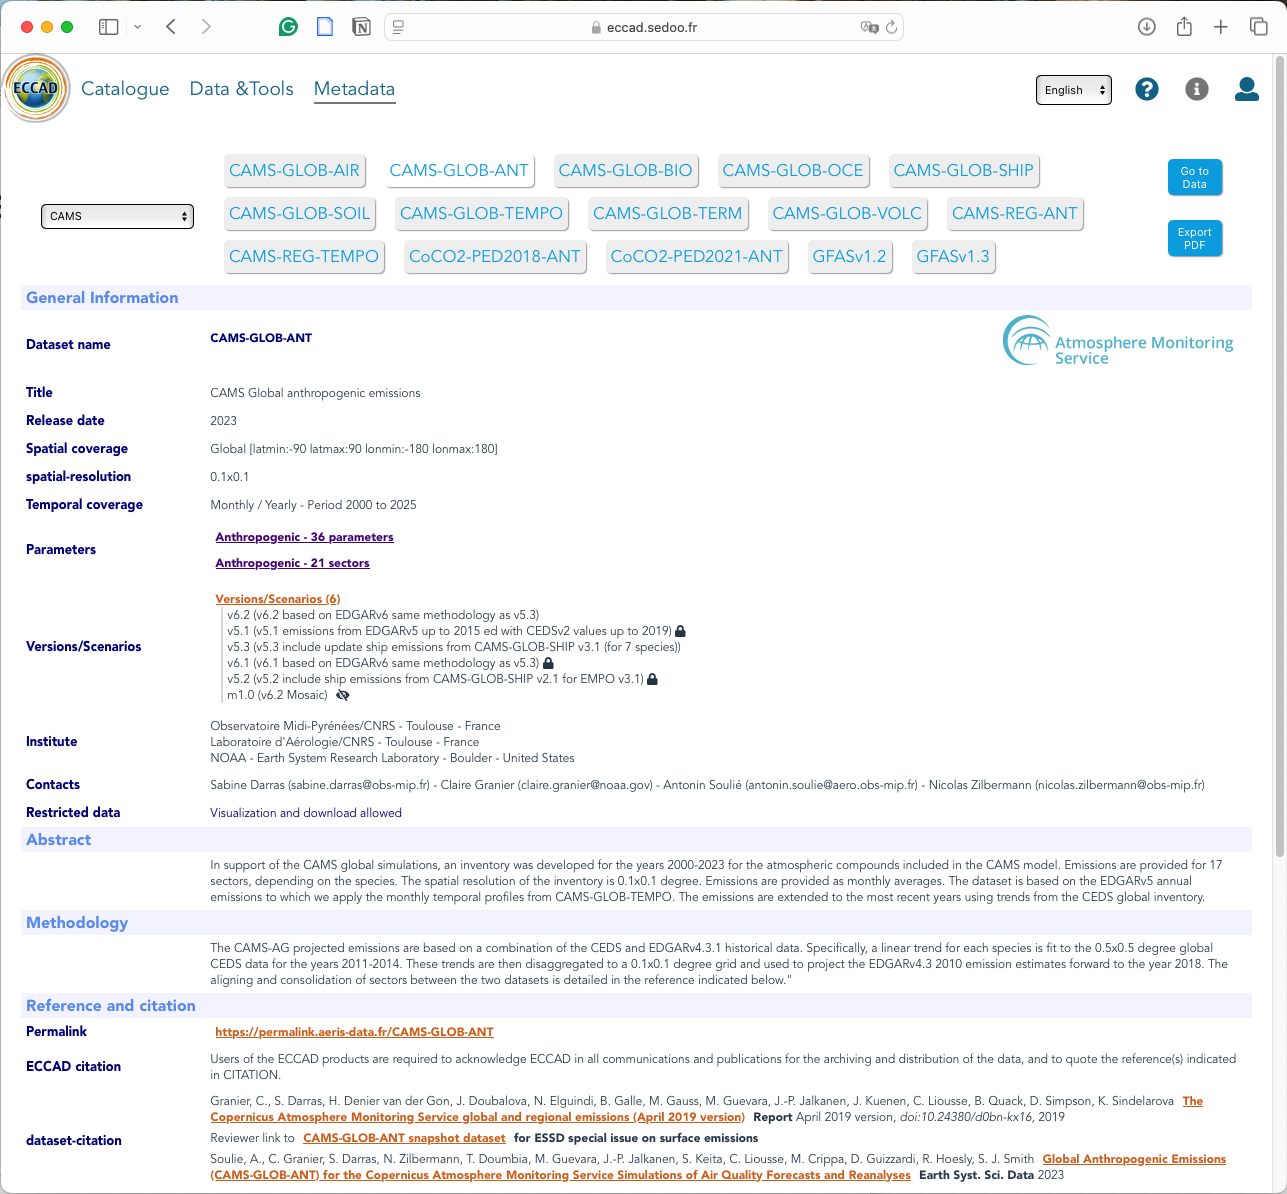 eccad.sedoo.fr
ECCAD
Catalogue
Data &Tools
Metadata
English
CAMS
CAMS-GLOB-AIR
CAMS-GLOB-ANT
CAMS-GLOB-BIO
CAMS-GLOB-OCE
CAMS-GLOB-SHIP
CAMS-GLOB-SOIL
CAMS-GLOB-TEMPO
CAMS-GLOB-TERM
CAMS-GLOB-VOLC
CAMS-REG-ANT
CAMS-REG-TEMPO
CoCO2-PED2018-ANT
CoCO2-PED2021-ANT
GFASv1.2
GFASv1.3
Go to
Data
Export
PDF
General Information
Dataset name
CAMS-GLOB-ANT
Atmosphere Monitoring
Service
Title
CAMS Global anthropogenic emissions
Release date
2023
Spatial coverage
Global [latmin:-90 latmax:90 lonmin:-180 lonmax:180]
spatial-resolution
0.1x0.1
Temporal coverage
Monthly / Yearly - Period 2000 to 2025
Parameters
Anthropogenic - 36 parameters
Anthropogenic - 21 sectors
Versions/Scenarios
Versions/Scenarios (6)
v6.2 (v6.2 based on EDGARv6 same methodology as v5.3)
v5.1 (v5.1 emissions from EDGARv5 up to 2015 ed with CEDSv2 values up to 2019)
v5.3 (v5.3 include update ship emissions from CAMS-GLOB-SHIP v3.1 (for 7 species))
v6.1 (v6.1 based on EDGARv6 same methodology as v5.3)
v5.2 (v5.2 include ship emissions from CAMS-GLOB-SHIP v2.1 for EMPO v3.1)
m1.0 (v6.2 Mosaic)
Institute
Observatoire Midi-Pyrénées/CNRS - Toulouse - France
Laboratoire d'Aérologie/CNRS - Toulouse - France
NOAA - Earth System Research Laboratory - Boulder - United States
Contacts
Sabine Darras (sabine.darras@obs-mip.fr) - Claire Granier (claire.granier@noaa.gov) - Antonin Soulié (antonin.soulie@aero.obs-mip.fr) - Nicolas Zilbermann (nicolas.zilbermann@obs-mip.fr)
Restricted data
Visualization and download allowed
Abstract
In support of the CAMS global simulations, an inventory was developed for the years 2000-2023 for the atmospheric compounds included in the CAMS model. Emissions are provided for 17
sectors, depending on the species. The spatial resolution of the inventory is 0.1x0.1 degree. Emissions are provided as monthly averages. The dataset is based on the EDGARv5 annual
emissions to which we apply the monthly temporal profiles from CAMS-GLOB-TEMPO. The emissions are extended to the most recent years using trends from the CEDS global inventory.
Methodology
The CAMS-AG projected emissions are based on a combination of the CEDS and EDGARv4.3.1 historical data. Specifically, a linear trend for each species is fit to the 0.5x0.5 degree global
CEDS data for the years 2011-2014. These trends are then disaggregated to a 0.1x0.1 degree grid and used to project the EDGARv4.3 2010 emission estimates forward to the year 2018. The
aligning and consolidation of sectors between the two datasets is detailed in the reference indicated below."
Reference and citation
Permalink
https://permalink.aeris-data.fr/CAMS-GLOB-ANT
ECCAD citation
Users of the ECCAD products are required to acknowledge ECCAD in all communications and publications for the archiving and distribution of the data, and to quote the reference(s) indicated
in CITATION.
dataset-citation
Granier, C., S. Darras, H. Denier van der Gon, J. Doubalova, N. Elguindi, B. Galle, M. Gauss, M. Guevara, J.-P. Jalkanen, J. Kuenen, C. Liousse, B. Quack, D. Simpson, K. Sindelarova The
Copernicus Atmosphere Monitoring Service global and regional emissions (April 2019 version) Report April 2019 version, doi:10.24380/d0bn-kx16, 2019
Reviewer link to CAMS-GLOB-ANT snapshot dataset for ESSD special issue on surface emissions
Soulie, A., C. Granier, S. Darras, N. Zilbermann, T. Doumbia, M. Guevara, J.-P. Jalkanen, S. Keita, C. Liousse, M. Crippa, D. Guizzardi, R. Hoesly, S. J. Smith Global Anthropogenic Emissions
(CAMS-GLOB-ANT) for the Copernicus Atmosphere Monitoring Service Simulations of Air Quality Forecasts and Reanalyses Earth Syst. Sci. Data 2023